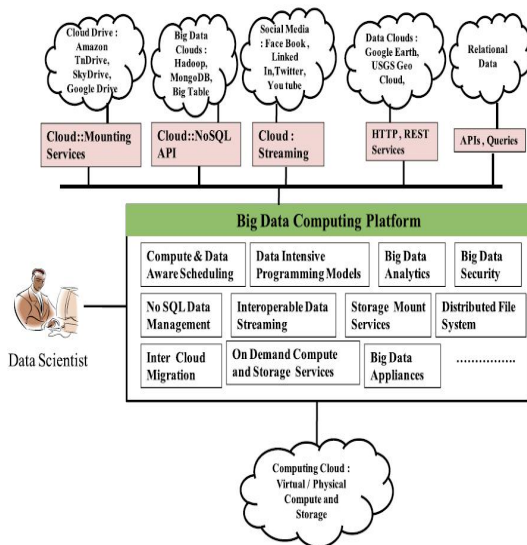 Cloud Drive :
Amazon
TnDrive,
SkyDrive,
Google Drive
Big Data
Clouds :
Hadoop,
MongoDB,
Big Table
Social Media
: Face Book ,
Linked
In,Twitter,
You tube
Data Clouds :
Google Earth,
USGS Geo
Cloud,
Relational
Data
Cloud::Mounting
Services
Cloud::NoSQL
API
Cloud :
Streaming
HTTP , REST
Services
APIs, Queries
Big Data Computing Platform
Compute & Data
Aware Scheduling
Data Intensive
Programming Models
Big Data
Analytics
Big Data
Security
No SQL Data
Management
Interoperable Data
Streaming
Storage Mount
Services
Distributed File
System
Inter Cloud
Migration
On Demand Compute
and Storage Services
Big Data
Appliances
................
Data Scientist
Computing Cloud :
Virtual / Physical
Compute and
Storage